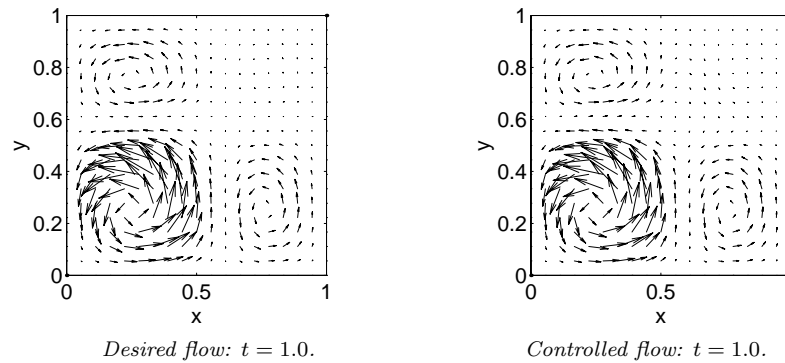 1
0.8
0.6
y
0.4
0.2
0
0 0.5 1
x
Desired flow: t = 1.0.
1
0.8
0.6
y
0.4
0.2
0
0 0.5
x
Controlled flow: t = 1.0.